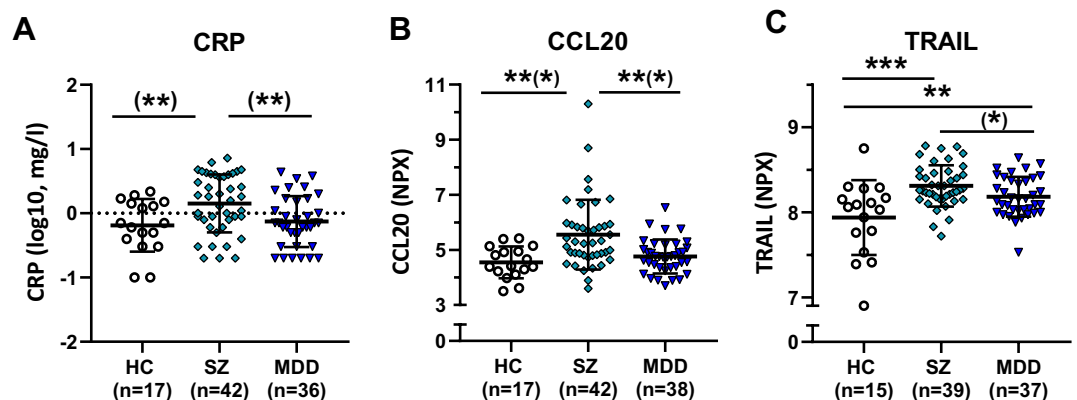 A
CRP
CRP (log10, mg/l)
2
1
0
-1
-2
(**)
(**)
HC
(n=17)
SZ
(n=42)
MDD
(n=36)
B
CCL20
CCL20 (NPX)
11
9
7
5
3
0
**(*)
**(*)
HC
(n=17)
SZ
(n=42)
MDD
(n=38)
C
TRAIL
TRAIL (NPX)
9
8
7
0
***
**
(*)
HC
(n=15)
SZ
(n=39)
MDD
(n=37)